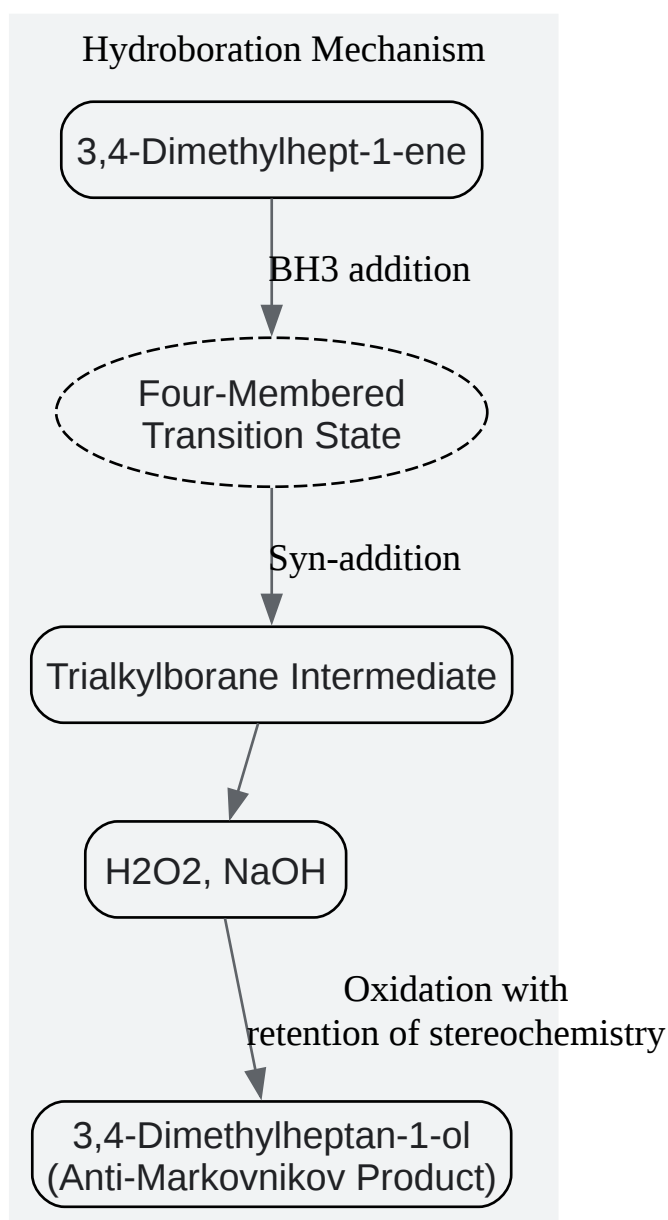 Hydroboration Mechanism
3,4-Dimethylhept-1-ene
BH3 addition
Four-Membered
Transition State
Syn-addition
Trialkylborane Intermediate
H2O2, NaOH
Oxidation with
retention of stereochemistry
3,4-Dimethylheptan-1-ol
(Anti-Markovnikov Product)